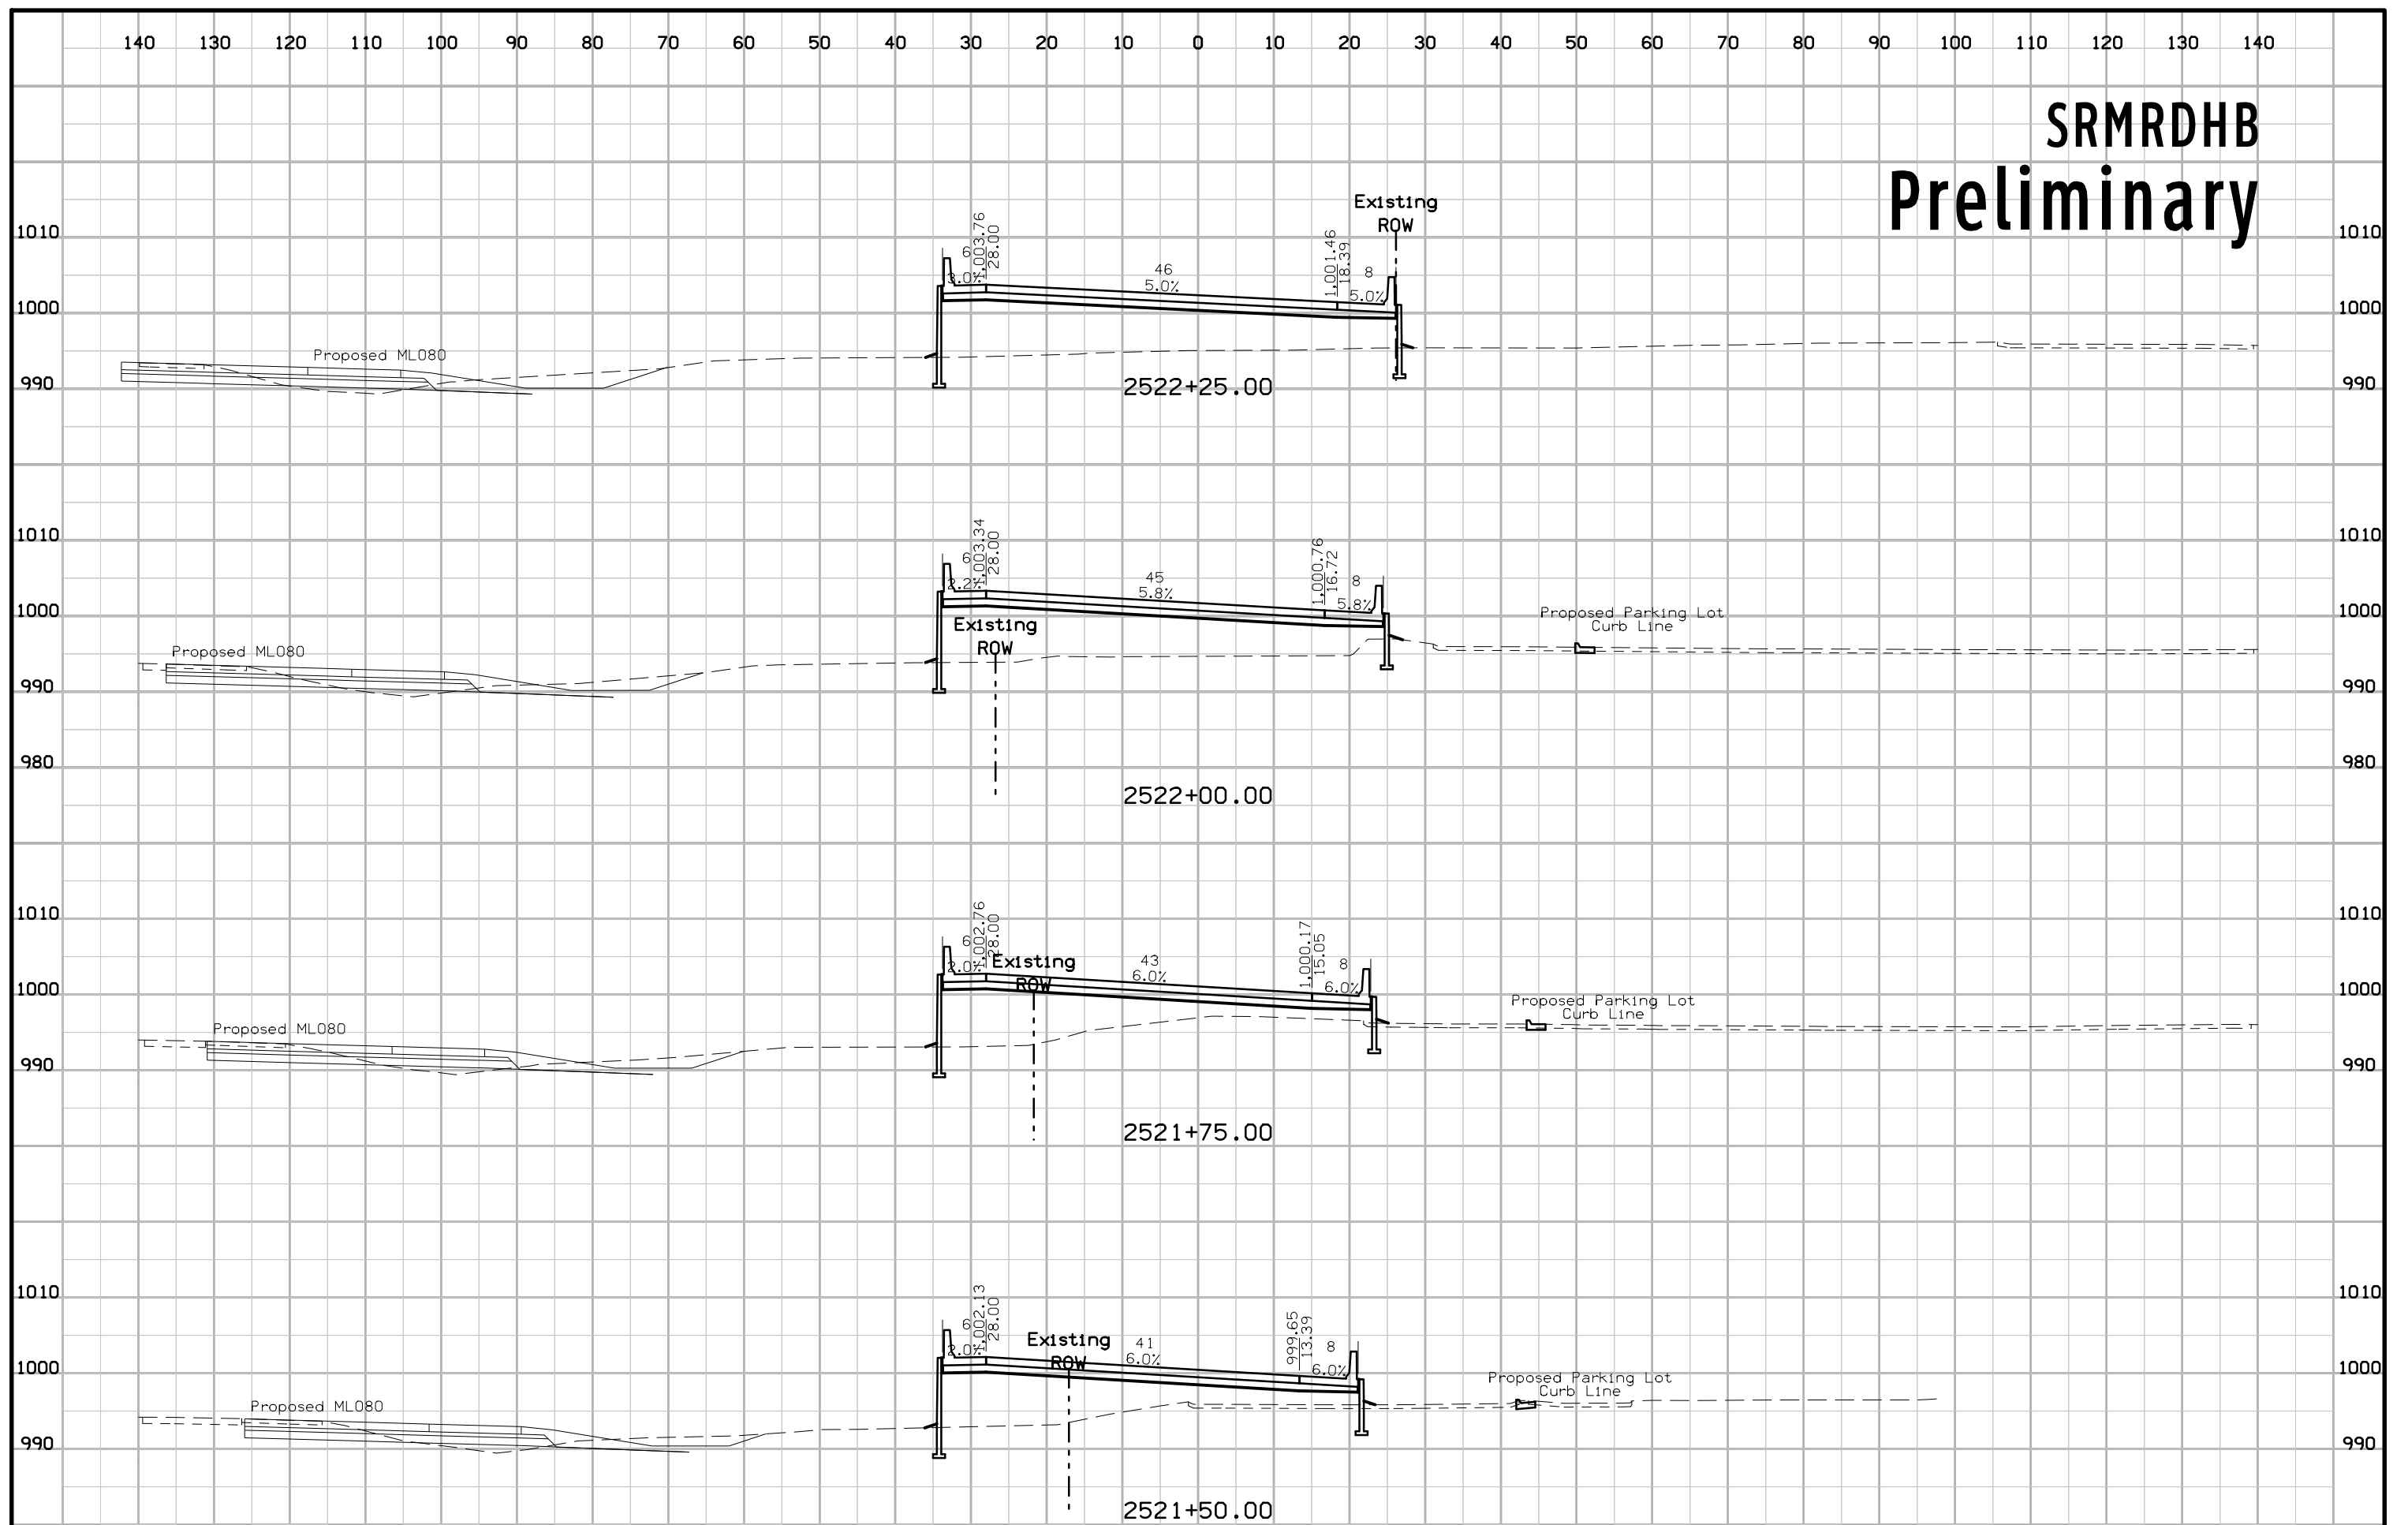 140 130 120 110 100 90 80 70 60 50 40 30 20 10 0 10 20 30 40 50 60 70 80 90 100 110 120 130 140
SRMRDHB
Preliminary
Existing
ROW
1010 1010
1000 1000
990 990
6
3.0%
1,003.76
28.00
46
5.0%
1,001.46
18.39
8
5.0%
Proposed ML080
2522+25.00
1010 1010
1000 1000
990 990
980 980
6
2.2%
1,003.34
28.00
45
5.8%
1,000.76
16.72
8
5.8%
Existing
ROW
Proposed Parking Lot
Curb Line
Proposed ML080
2522+00.00
1010 1010
1000 1000
990 990
6
2.0%
1,002.76
28.00
Existing
ROW
43
6.0%
1,000.17
15.05
8
6.0%
Proposed Parking Lot
Curb Line
Proposed ML080
2521+75.00
1010 1010
1000 1000
990 990
6
2.0%
1,002.13
28.00
Existing
ROW
41
6.0%
999.65
13.39
8
6.0%
Proposed Parking Lot
Curb Line
Proposed ML080
2521+50.00